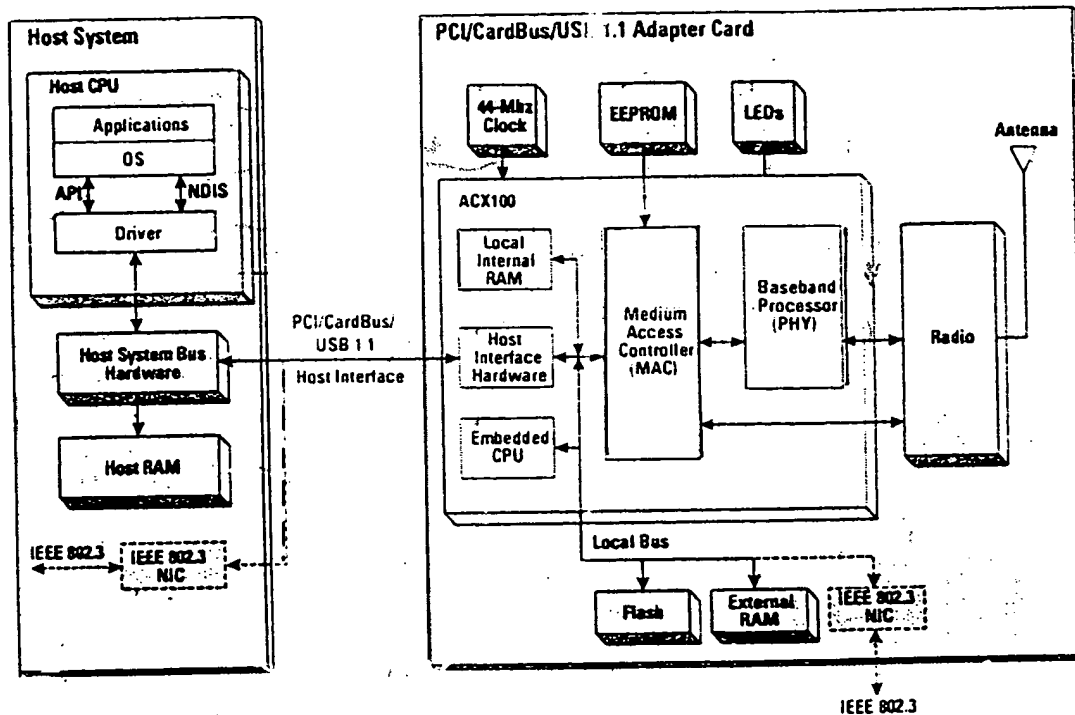 Host System
Host CPU
Applications
OS
API
NDIS
Driver
Host System Bus
Hardware
Host RAM
IEEE 802.3
IEEE 802.3
NIC
PCI/CardBus/
USB 1.1
Host Interface
PCI/CardBus/USB 1.1 Adapter Card
44-Mhz
Clock
EEPROM
LEDs
Antenna
ACX100
Local
Internal
RAM
Host
Interface
Hardware
Embedded
CPU
Medium
Access
Controller
(MAC)
Baseband
Processor
(PHY)
Radio
Local Bus
Flash
External
RAM
IEEE 802.3
NIC
IEEE 802.3